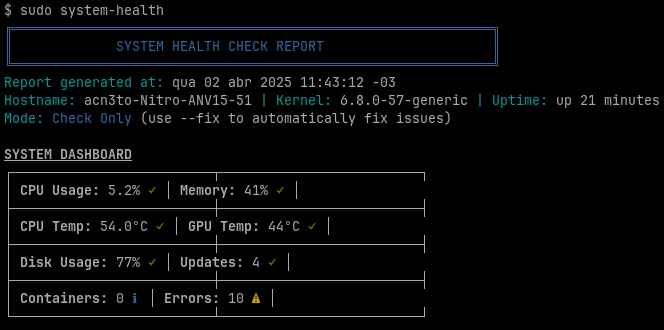 $ sudo system-health
SYSTEM HEALTH CHECK REPORT
Report generated at: qua 02 abr 2025 11:43:12 -03
Hostname: acn3to-Nitro-ANV15-51 | Kernel: 6.8.0-57-generic | Uptime: up 21 minutes
Mode: Check Only (use --fix to automatically fix issues)
SYSTEM DASHBOARD
CPU Usage: 5.2% ✓ │ Memory: 41% ✓ │
CPU Temp: 54.0°C ✓ │ GPU Temp: 44°C ✓ │
Disk Usage: 77% ✓ │ Updates: 4 ✓ │
Containers: 0 ℹ │ Errors: 10 ⚠ │